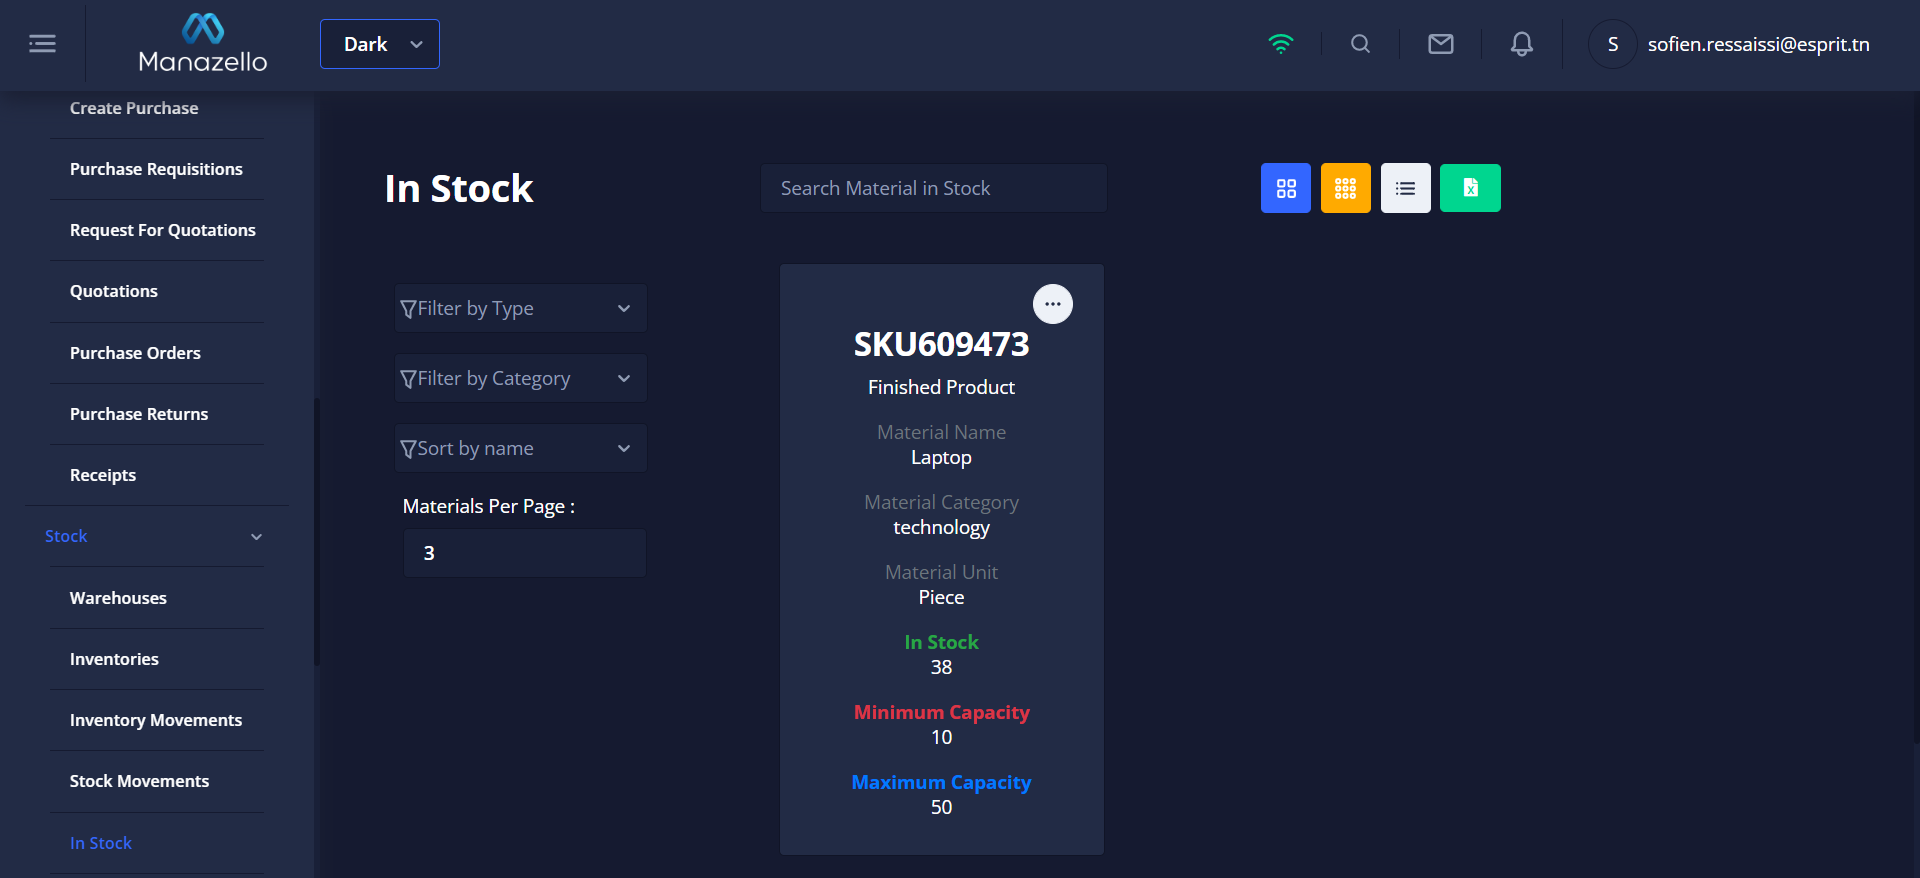 Manazello
Dark
S
sofien.ressaissi@esprit.tn
Create Purchase
Purchase Requisitions
Request For Quotations
Quotations
Purchase Orders
Purchase Returns
Receipts
Stock
Warehouses
Inventories
Inventory Movements
Stock Movements
In Stock
In Stock
Search Material in Stock
X
Filter by Type
Filter by Category
Sort by name
Materials Per Page :
3
SKU609473
Finished Product
Material Name
Laptop
Material Category
technology
Material Unit
Piece
In Stock
38
Minimum Capacity
10
Maximum Capacity
50